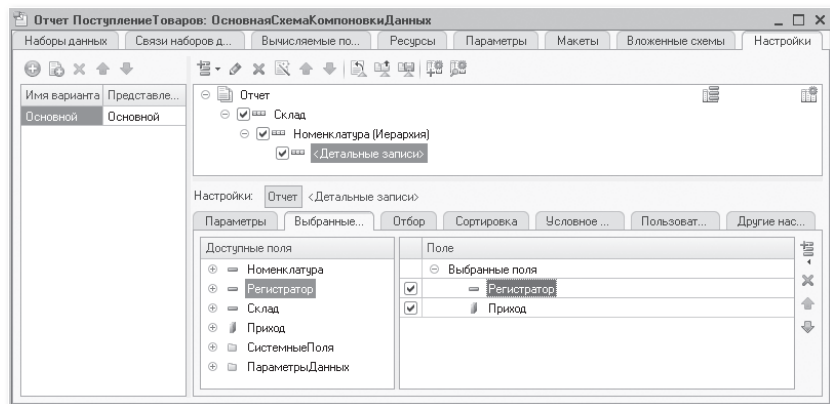 Отчет ПоступлениеТоваров: ОсновнаяСхемаКомпоновкиДанных
Наборы данных Связи наборов д... Вычисляемые по... Ресурсы Параметры Макеты Вложенные схемы Настройки
Имя варианта Представле...
Основной Основной
Отчет
Склад
Номенклатура (Иерархия)
<Детальные записи>
Настройки: Отчет <Детальные записи>
Параметры Выбранные... Отбор Сортировка Условное ... Пользоват... Другие нас...
Доступные поля
Номенклатура
Регистратор
Склад
Приход
СистемныеПоля
ПараметрыДанных
Поле
Выбранные поля
Регистратор
Приход